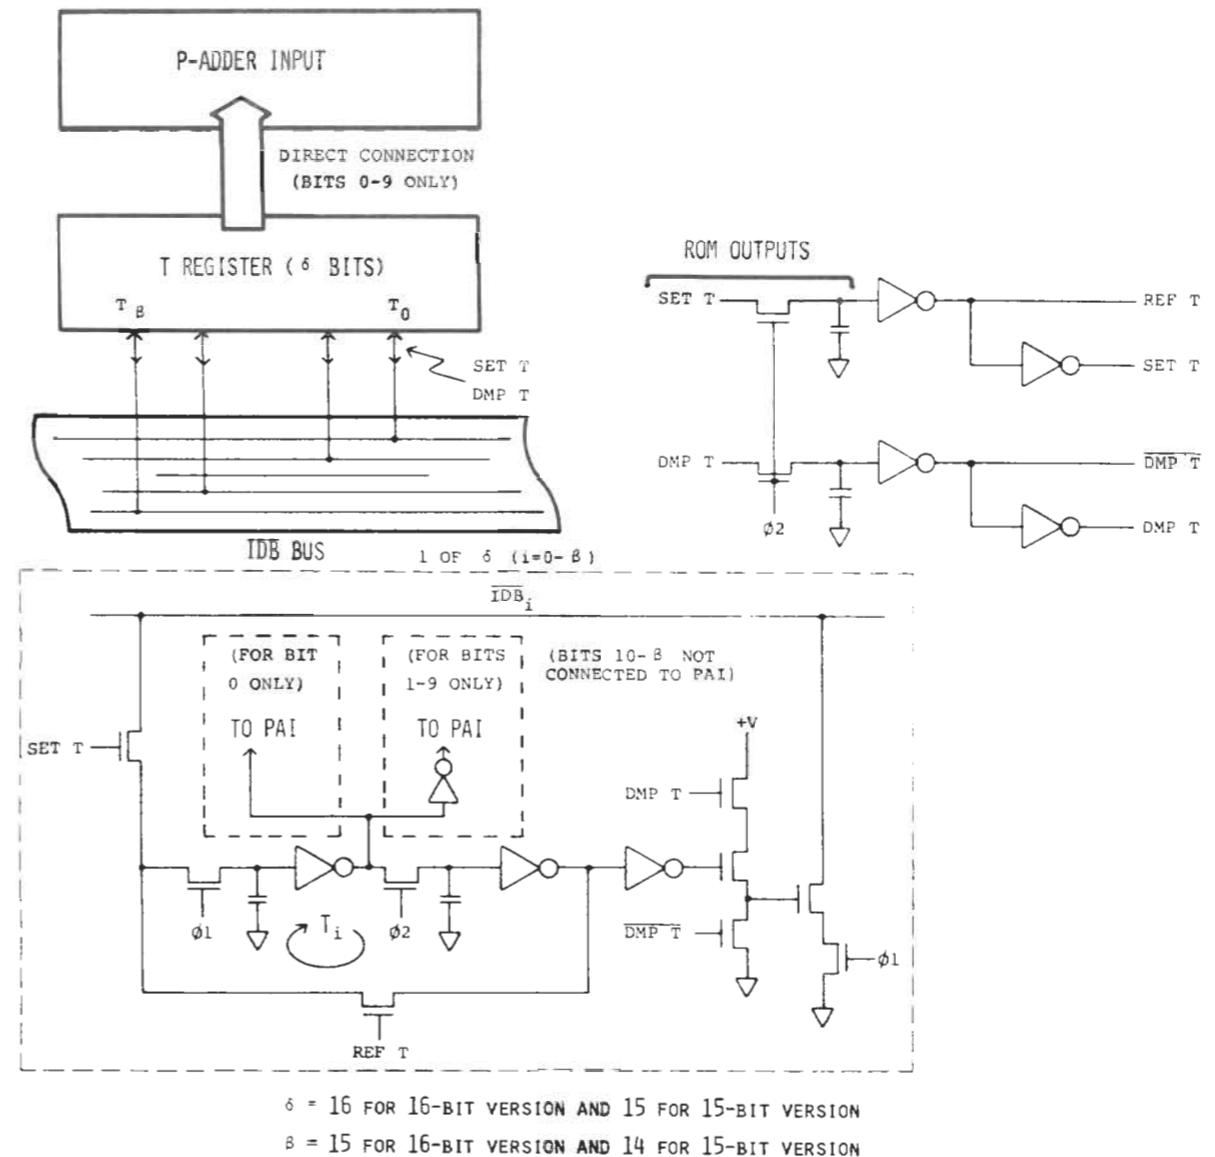 P-ADDER INPUT
DIRECT CONNECTION
(BITS 0-9 ONLY)
T REGISTER ( δ BITS)
T β
T0
SET T
DMP T
IDB BUS
ROM OUTPUTS
SET T
REF T
SET T
DMP T
DMP T
DMP T
Ø2
1 OF δ (i=0-β)
IDBi
(FOR BIT
0 ONLY)
TO PAI
(FOR BITS
1-9 ONLY)
TO PAI
(BITS 10-β NOT
CONNECTED TO PAI)
+V
SET T
DMP T
Ø1
Ti
Ø2
DMP T
Ø1
REF T
δ = 16 FOR 16-BIT VERSION AND 15 FOR 15-BIT VERSION
β = 15 FOR 16-BIT VERSION AND 14 FOR 15-BIT VERSION